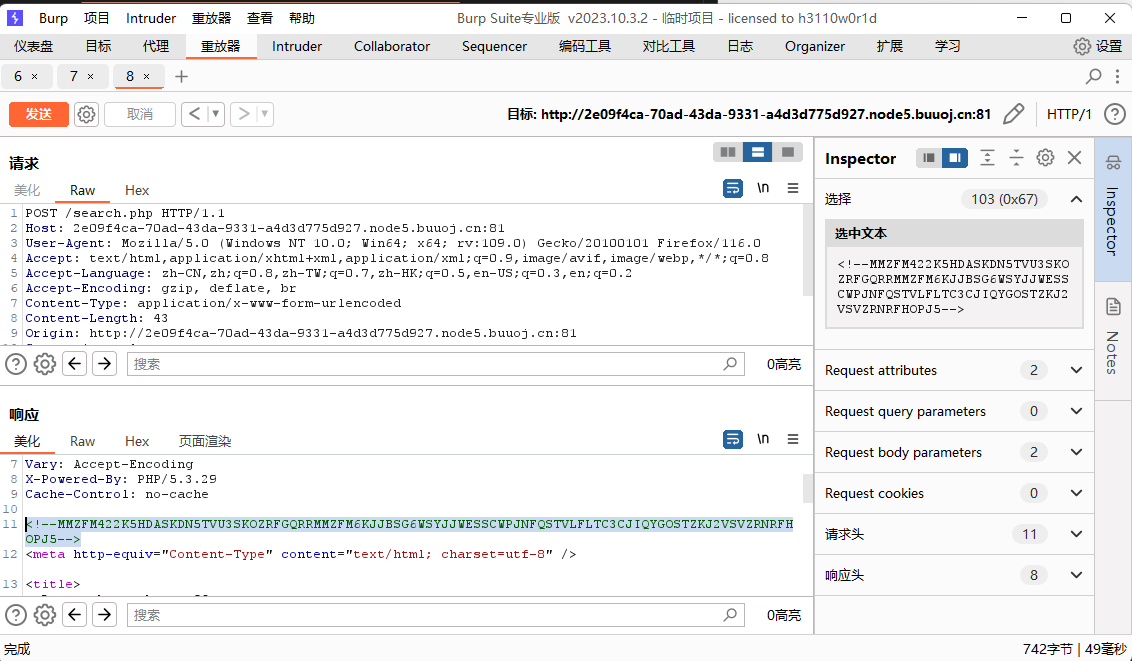 Burp 项目 Intruder 重放器 查看 帮助 Burp Suite专业版 v2023.10.3.2 - 临时项目 - licensed to h3110w0r1d
仪表盘 目标 代理 重放器 Intruder Collaborator Sequencer 编码工具 对比工具 日志 Organizer 扩展 学习 设置
6 × 7 × 8 × +
发送 取消 < > 目标: http://2e09f4ca-70ad-43da-9331-a4d3d775d927.node5.buuoj.cn:81 HTTP/1 ?
请求
美化 Raw Hex \n
1 POST /search.php HTTP/1.1
2 Host: 2e09f4ca-70ad-43da-9331-a4d3d775d927.node5.buuoj.cn:81
3 User-Agent: Mozilla/5.0 (Windows NT 10.0; Win64; x64; rv:109.0) Gecko/20100101 Firefox/116.0
4 Accept: text/html,application/xhtml+xml,application/xml;q=0.9,image/avif,image/webp,*/*;q=0.8
5 Accept-Language: zh-CN,zh;q=0.8,zh-TW;q=0.7,zh-HK;q=0.5,en-US;q=0.3,en;q=0.2
6 Accept-Encoding: gzip, deflate, br
7 Content-Type: application/x-www-form-urlencoded
8 Content-Length: 43
9 Origin: http://2e09f4ca-70ad-43da-9331-a4d3d775d927.node5.buuoj.cn:81
? 搜索 0高亮
响应
美化 Raw Hex 页面渲染 \n
7 Vary: Accept-Encoding
8 X-Powered-By: PHP/5.3.29
9 Cache-Control: no-cache
10
11 <!--MMZFM422K5HDASKDN5TVU3SKOZRFGQRRMMZFM6KJJBSG6WSYJJWESSCWPJNFQSTVLFLTC3CJIQYGOSTZKJ2VSVZRNRFH
OPJ5-->
12 <meta http-equiv="Content-Type" content="text/html; charset=utf-8" />
13 <title>
? 搜索 0高亮
Inspector
选择 103 (0x67)
选中文本
<!--MMZFM422K5HDASKDN5TVU3SKO
ZRFGQRRMMZFM6KJJBSG6WSYJJWESS
CWPJNFQSTVLFLTC3CJIQYGOSTZKJ2
VSVZRNRFHOPJ5-->
Request attributes 2
Request query parameters 0
Request body parameters 2
Request cookies 0
请求头 11
响应头 8
Inspector
Notes
完成 742字节 | 49毫秒